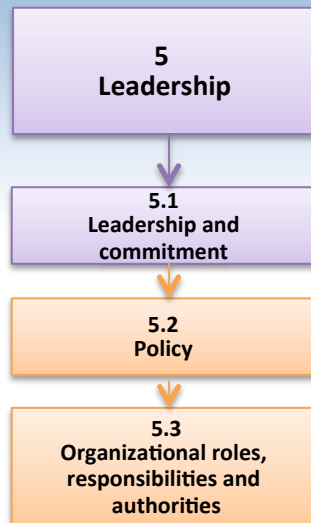 5
Leadership
5.1
Leadership and
commitment
5.2
Policy
5.3
Organizational roles,
responsibilities and
authorities